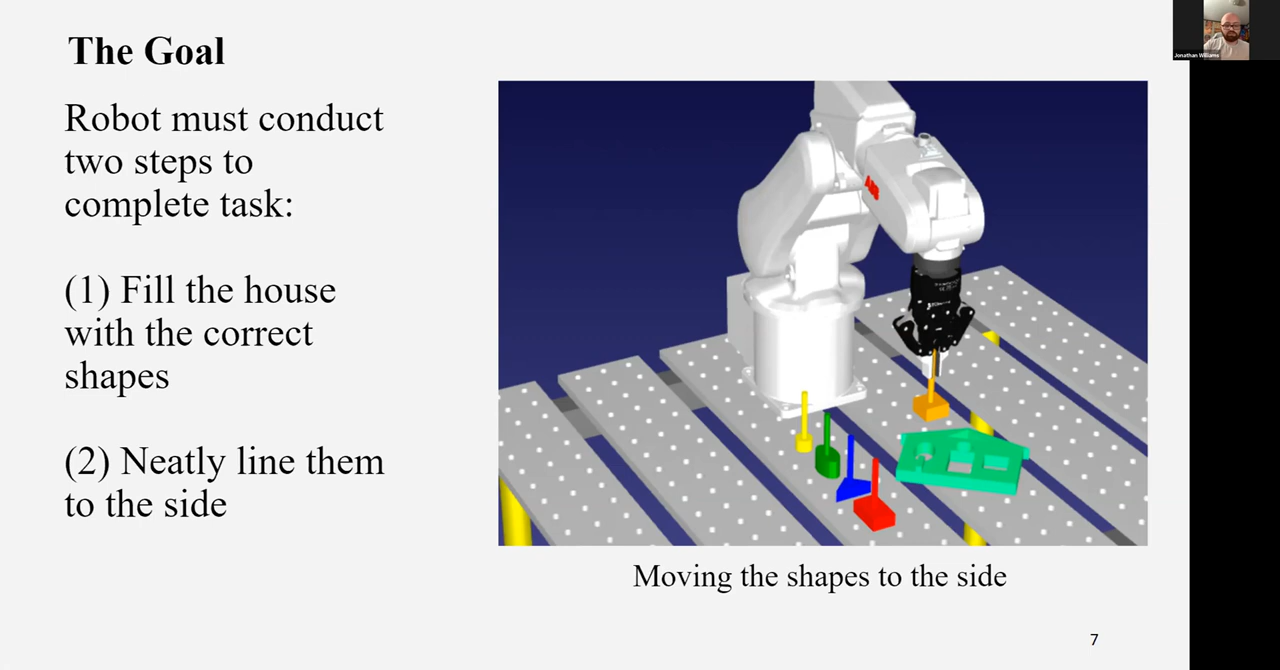 The Goal
Robot must conduct
two steps to
complete task:
(1) Fill the house
with the correct
shapes
(2) Neatly line them
to the side
ABB
Moving the shapes to the side
7
Jonathan Williams